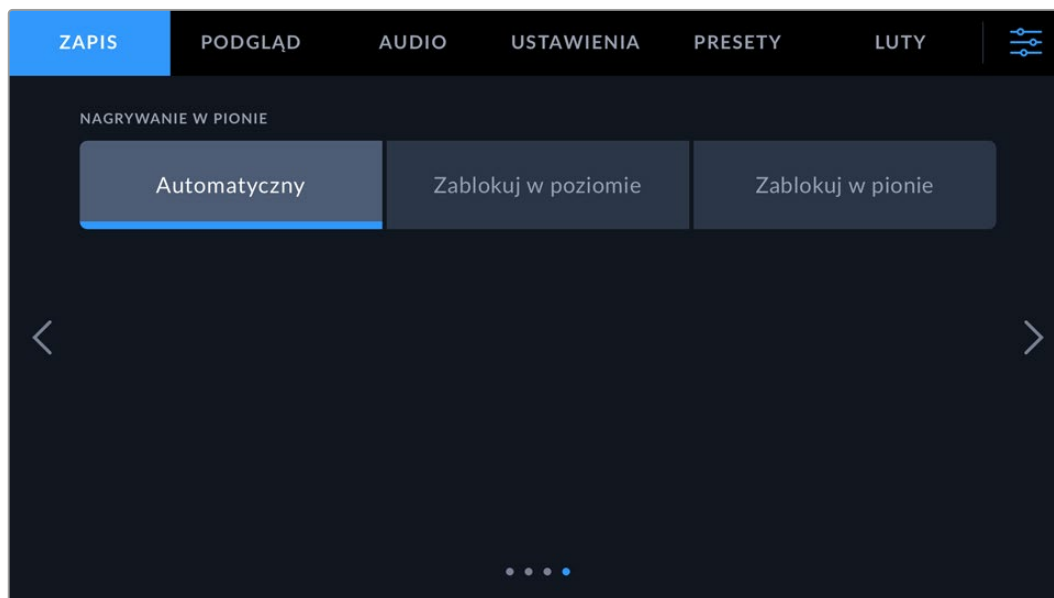 ZAPIS PODGLĄD AUDIO USTAWIENIA PRESETY LUTY
NAGRYWANIE W PIONIE
Automatyczny Zablokuj w poziomie Zablokuj w pionie